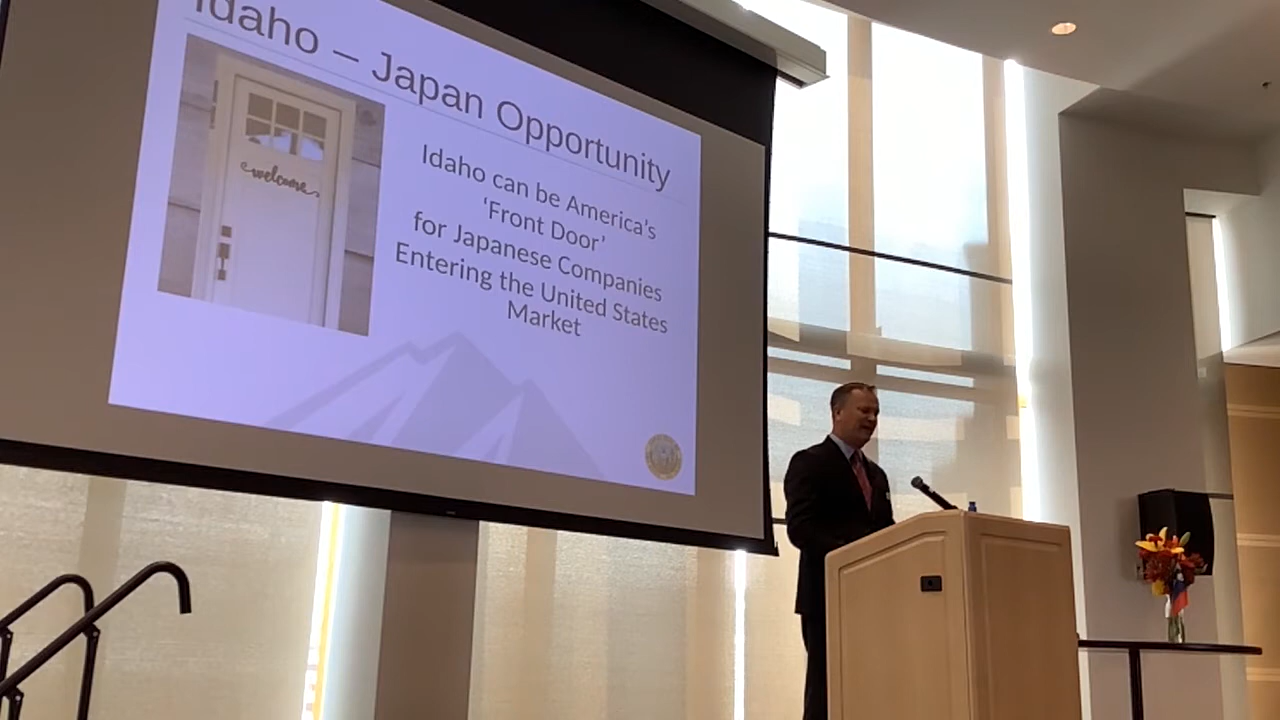 Idaho – Japan Opportunity
welcome
Idaho can be America's
'Front Door'
for Japanese Companies
Entering the United States
Market